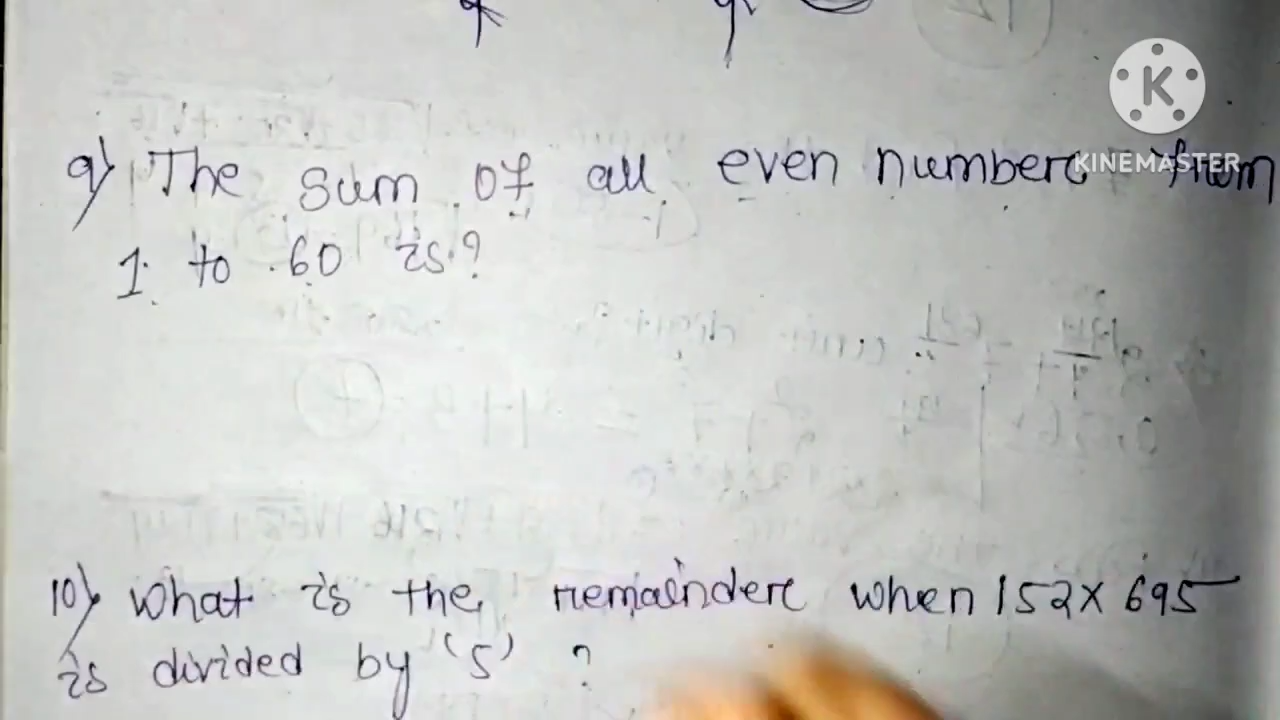 K
KINEMASTER
9) The sum of all even numbers from
1 to 60 is?
10) What is the remainder when 152 x 695
is divided by '5' ?